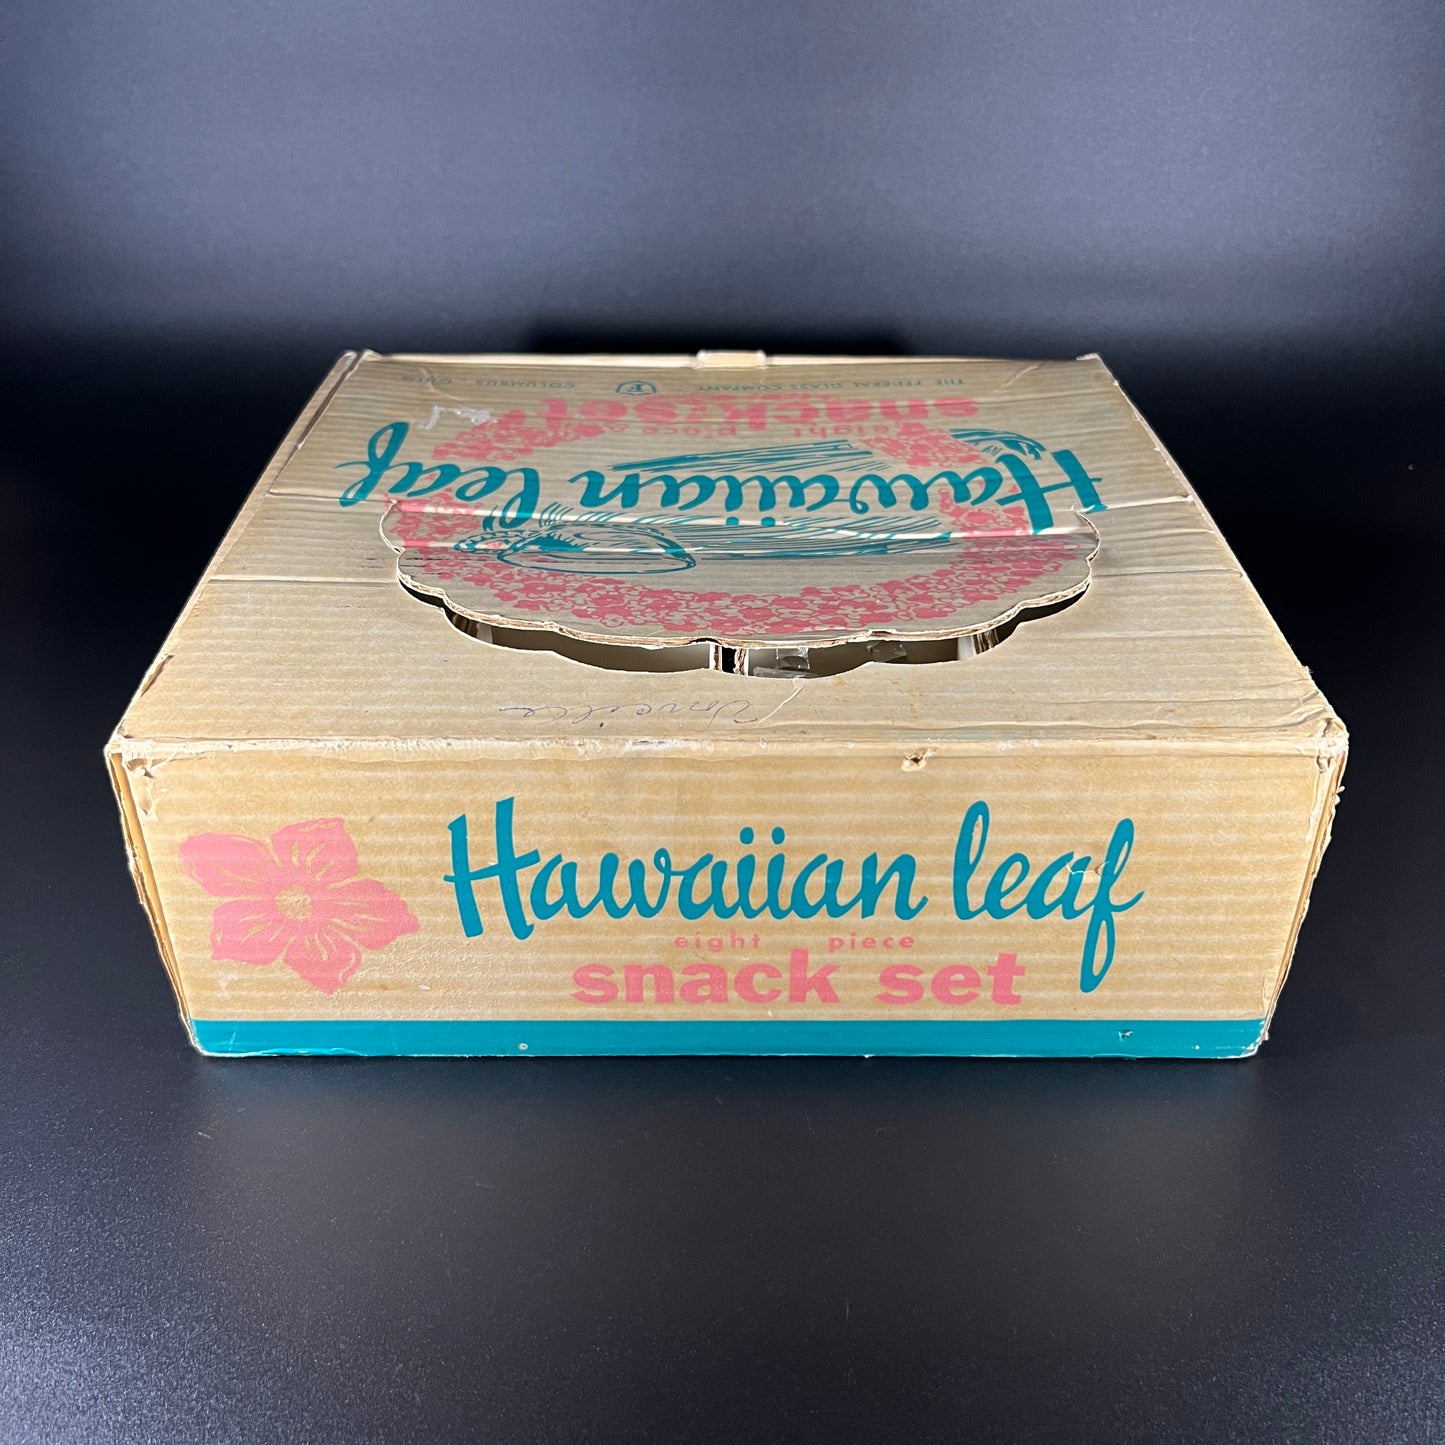 THE FEDERAL GLASS COMPANY F COLUMBUS OHIO
Hawaiian leaf
eight piece
snack set
Hawaiian leaf
eight piece
snack set